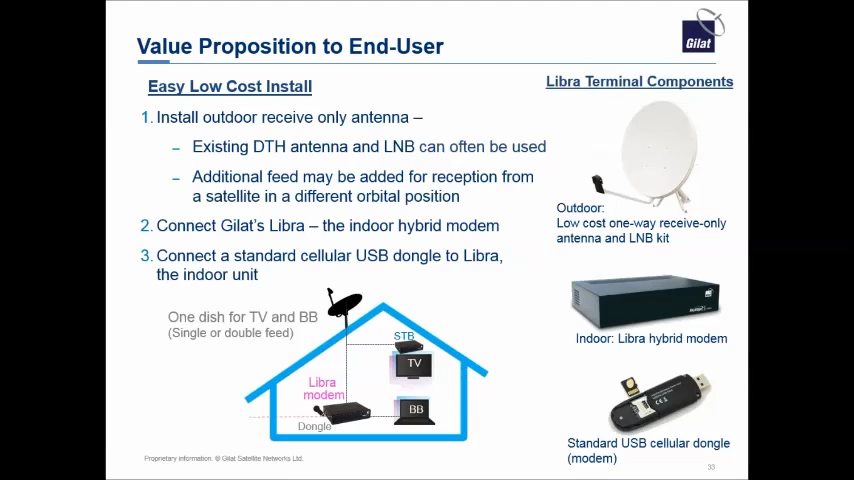 Value Proposition to End-User
Gilat
Easy Low Cost Install
1. Install outdoor receive only antenna –
– Existing DTH antenna and LNB can often be used
– Additional feed may be added for reception from
a satellite in a different orbital position
2. Connect Gilat's Libra – the indoor hybrid modem
3. Connect a standard cellular USB dongle to Libra,
the indoor unit
One dish for TV and BB
(Single or double feed)
STB
TV
Libra
modem
BB
Dongle
Libra Terminal Components
Outdoor:
Low cost one-way receive-only
antenna and LNB kit
Indoor: Libra hybrid modem
Standard USB cellular dongle
(modem)
Proprietary information. © Gilat Satellite Networks Ltd.
33